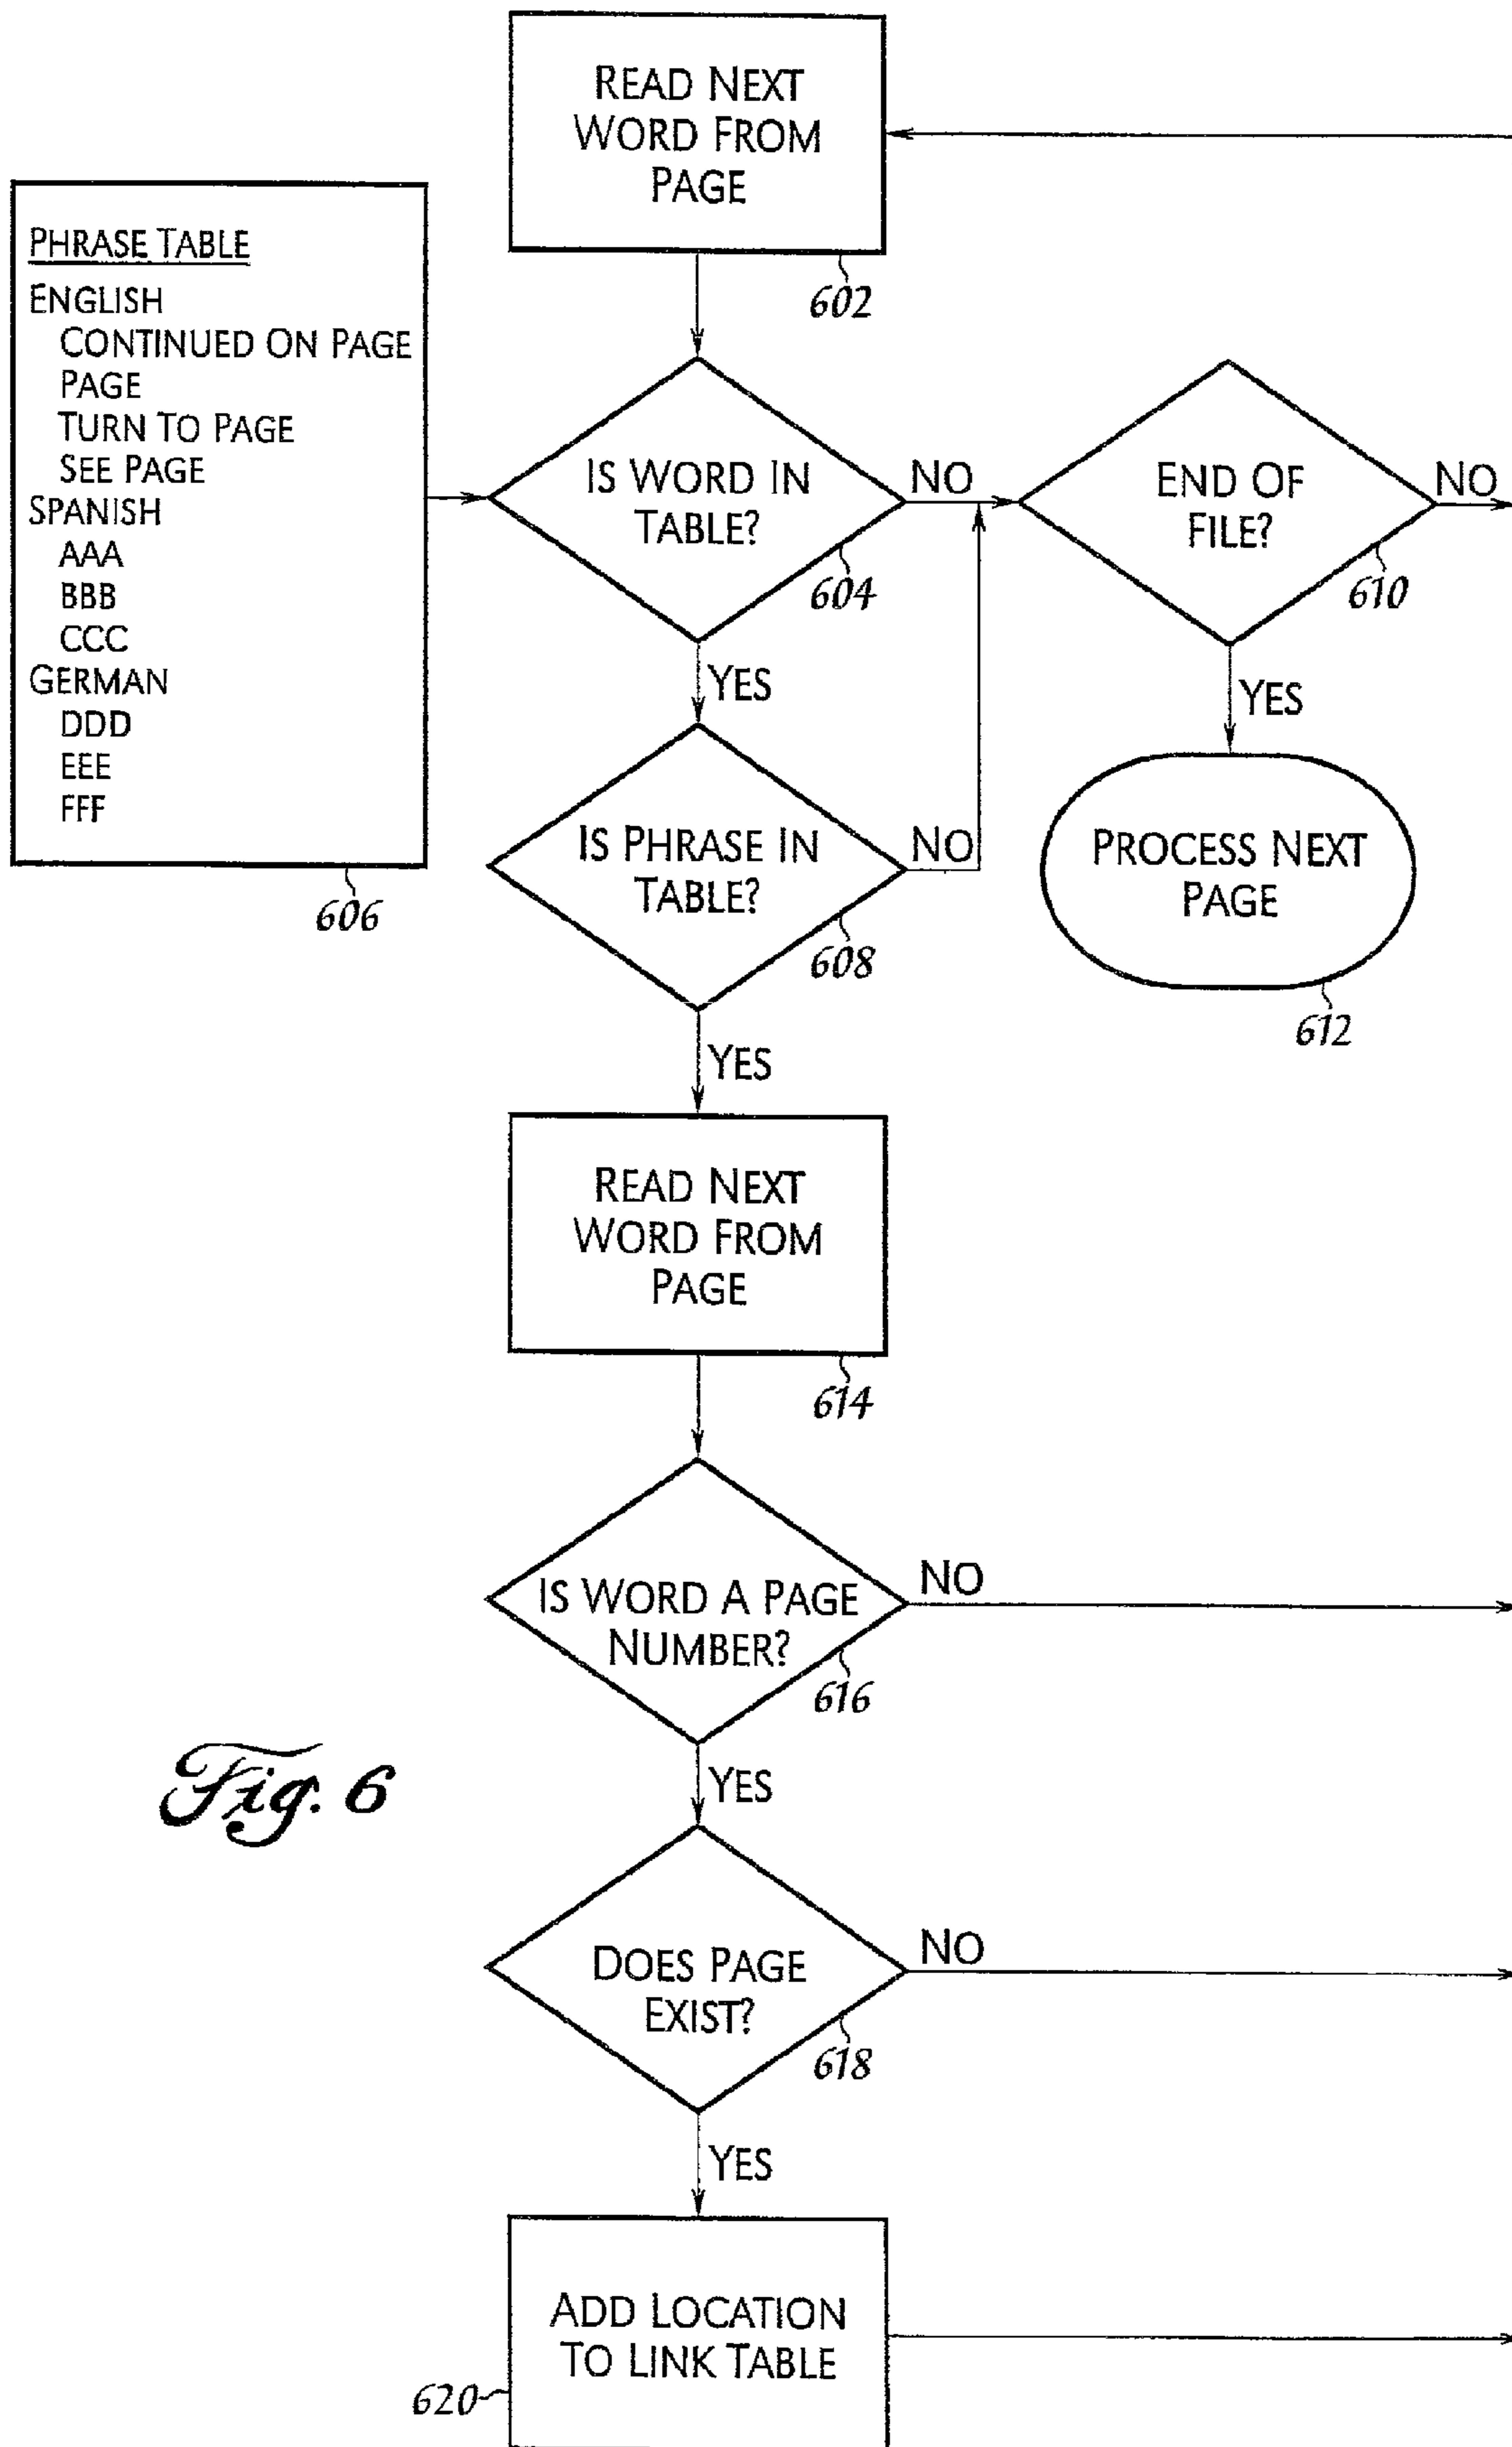 READ NEXT
WORD FROM
PAGE
602
PHRASE TABLE
ENGLISH
CONTINUED ON PAGE
PAGE
TURN TO PAGE
SEE PAGE
SPANISH
AAA
BBB
CCC
GERMAN
DDD
EEE
FFF
606
IS WORD IN
TABLE?
604
NO
END OF
FILE?
610
NO
YES
YES
IS PHRASE IN
TABLE?
608
NO
PROCESS NEXT
PAGE
612
YES
READ NEXT
WORD FROM
PAGE
614
IS WORD A PAGE
NUMBER?
616
NO
Fig. 6
YES
DOES PAGE
EXIST?
618
NO
YES
ADD LOCATION
TO LINK TABLE
620